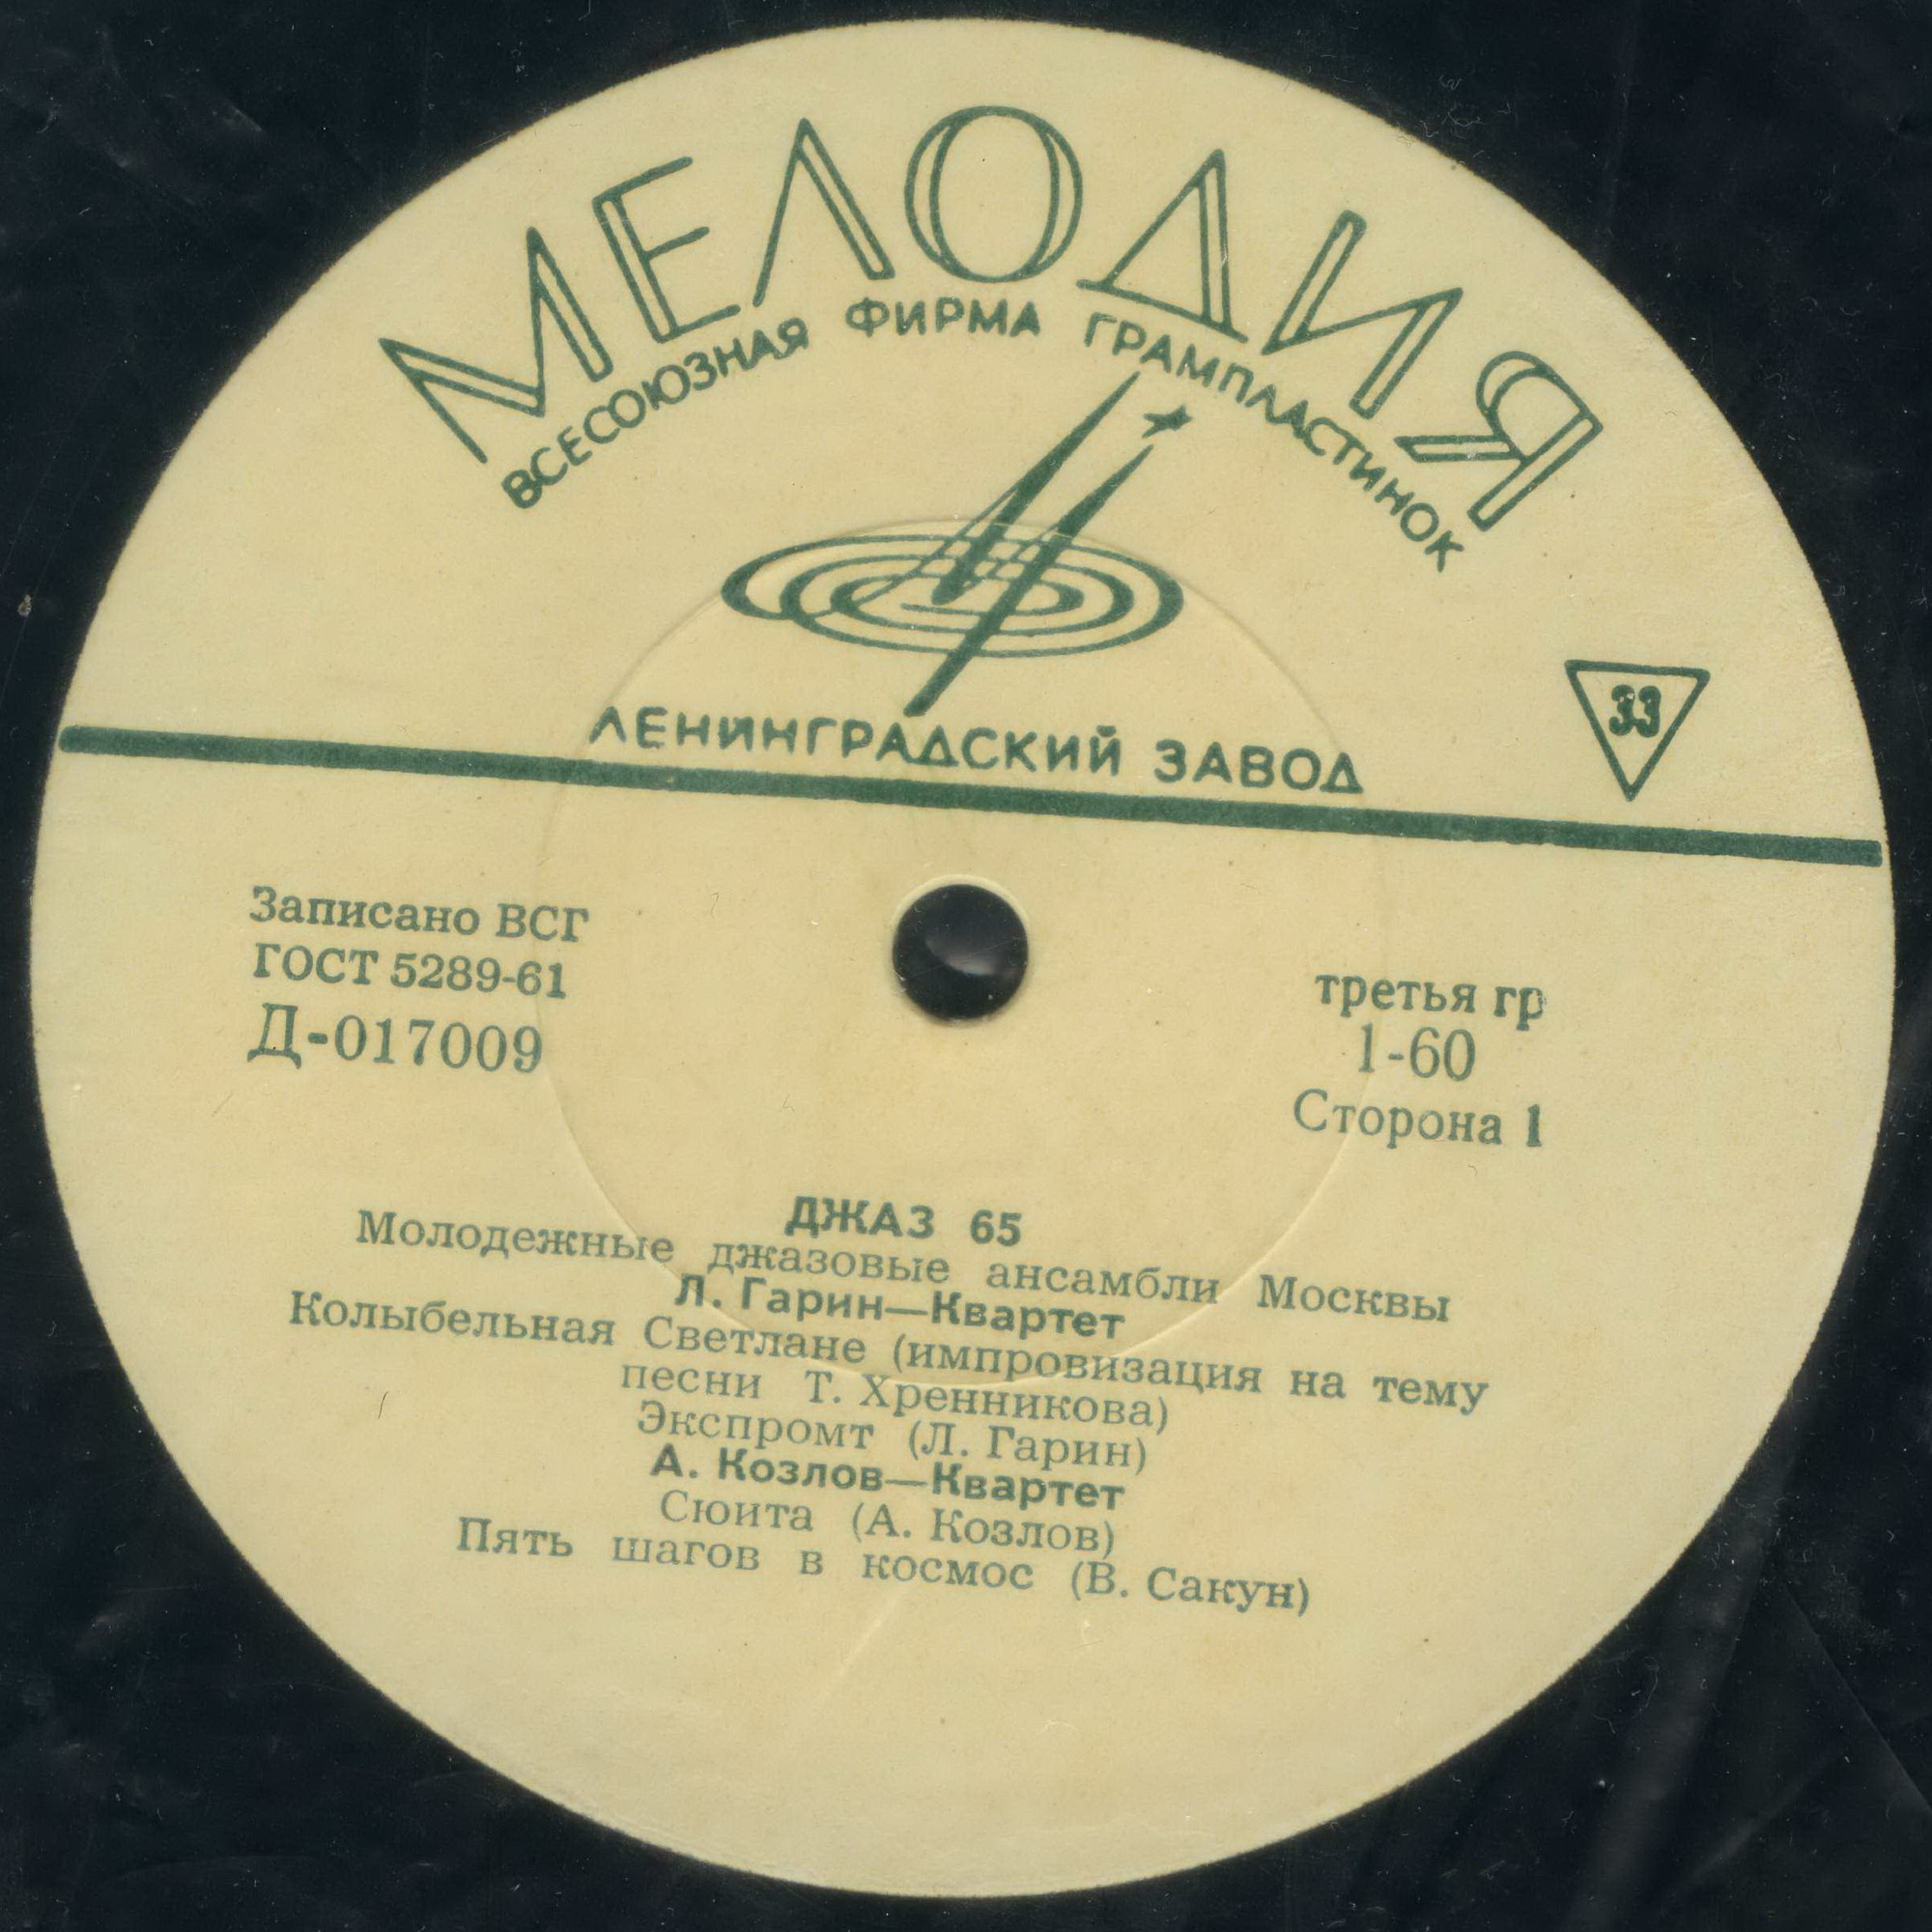 МЕЛОДИЯ
ВСЕСОЮЗНАЯ ФИРМА ГРАМПЛАСТИНОК
ЛЕНИНГРАДСКИЙ ЗАВОД
33
Записано ВСГ
ГОСТ 5289-61
Д-017009
третья гр
1-60
Сторона 1
ДЖАЗ 65
Молодежные джазовые ансамбли Москвы
Л. Гарин—Квартет
Колыбельная Светлане (импровизация на тему
песни Т. Хренникова)
Экспромт (Л. Гарин)
А. Козлов—Квартет
Сюита (А. Козлов)
Пять шагов в космос (В. Сакун)